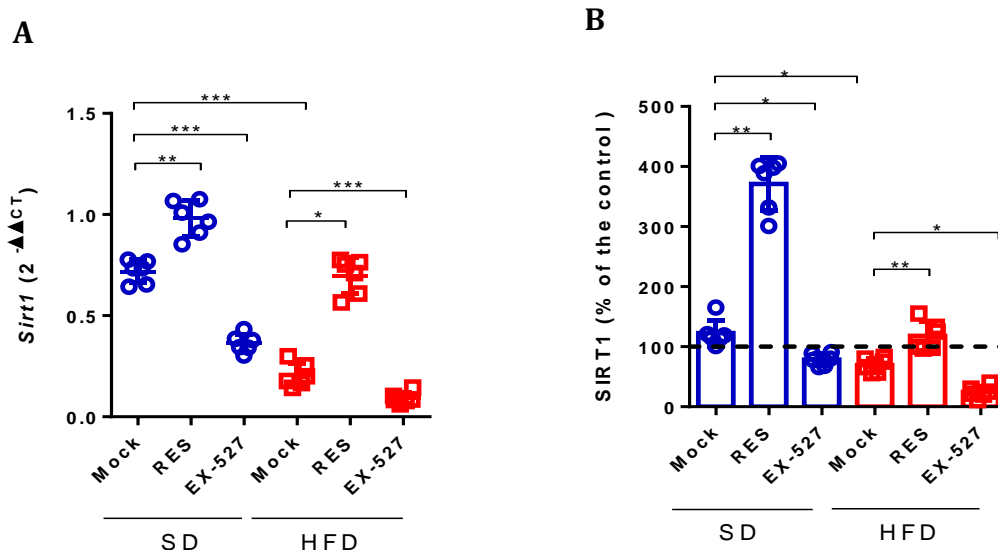 A
Sirt1 (2 -▲▲CT)
1.5
1.0
0.5
0.0
***
***
**
***
*
Mock
RES
EX-527
Mock
RES
EX-527
SD
HFD
B
SIRT1 (% of the control)
500
400
300
200
100
0
*
*
**
*
**
Mock
RES
EX-527
Mock
RES
EX-527
SD
HFD